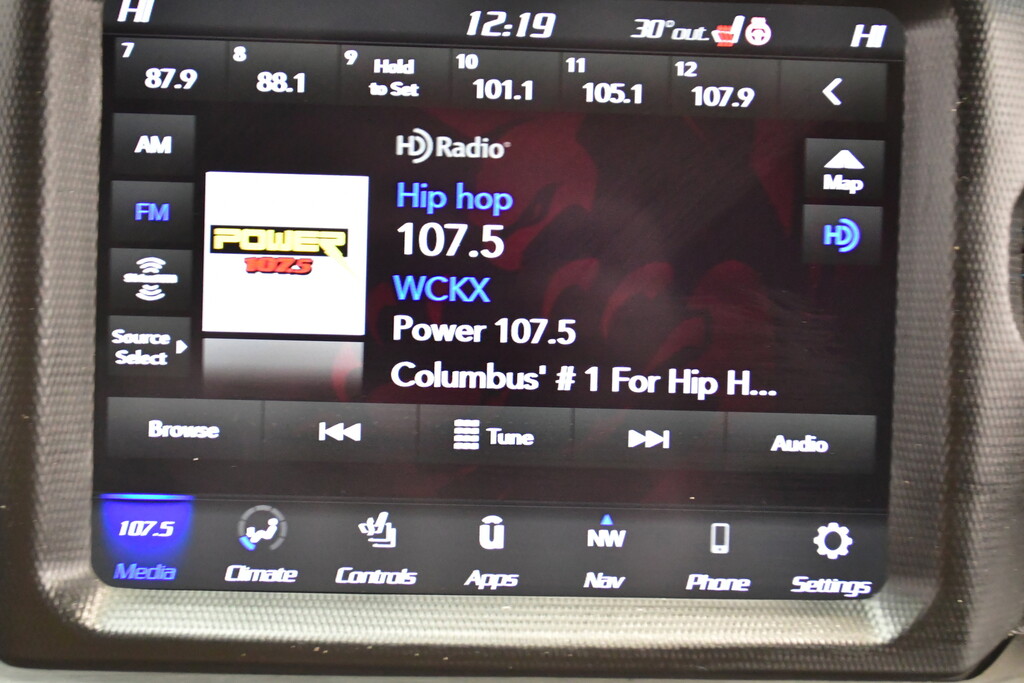 HI 12:19 30° out HI
7 87.9 8 88.1 9 Hold to Set 10 101.1 11 105.1 12 107.9
AM
HD Radio
Map
Hip hop
FM
POWER
107.5
107.5
HD
WCKX
Source
Select
Power 107.5
Columbus' # 1 For Hip H...
Browse Tune Audio
107.5 NW
Media Climate Controls Apps Nav Phone Settings